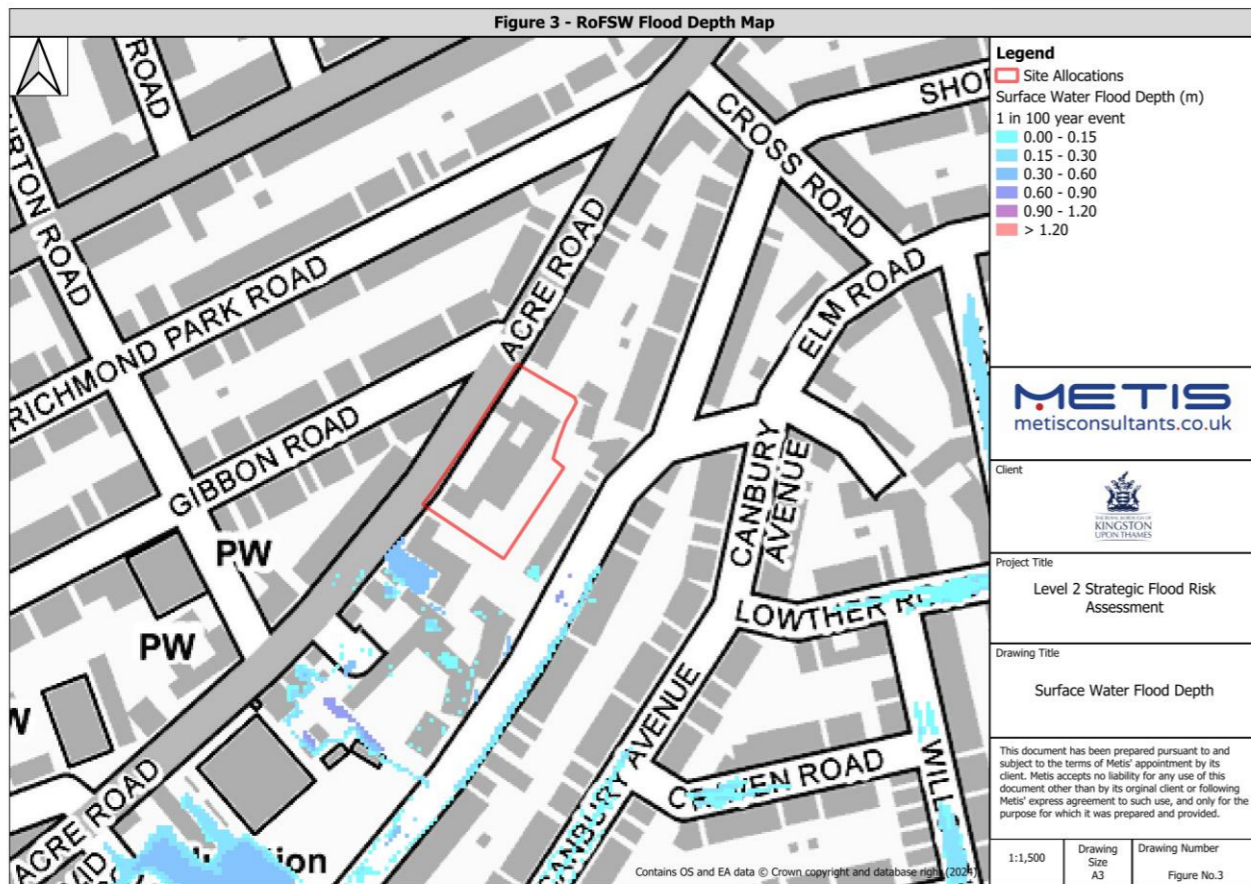 Figure 3 - RoFSW Flood Depth Map
ROAD
ROAD
SHO
CROSS ROAD
ACRE ROAD
RICHMOND PARK ROAD
ELM ROAD
GIBBON ROAD
CANBURY
AVENUE
PW
PW
W
LOWTHER
CANBURY AVENUE
ROAD
WILL
ACRE ROAD
Contains OS and EA data © Crown copyright and database right (2024)
Legend
Site Allocations
Surface Water Flood Depth (m)
1 in 100 year event
0.00 - 0.15
0.15 - 0.30
0.30 - 0.60
0.60 - 0.90
0.90 - 1.20
> 1.20
METIS
metisconsultants.co.uk
Client
THE ROYAL BOROUGH OF
KINGSTON
UPON THAMES
Project Title
Level 2 Strategic Flood Risk
Assessment
Drawing Title
Surface Water Flood Depth
This document has been prepared pursuant to and
subject to the terms of Metis' appointment by its
client. Metis accepts no liability for any use of this
document other than by its orginal client or following
Metis' express agreement to such use, and only for the
purpose for which it was prepared and provided.
1:1,500
Drawing
Size
A3
Drawing Number
Figure No.3